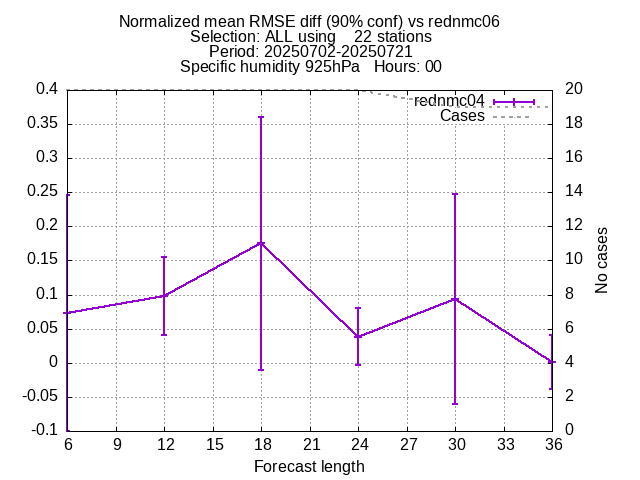 Normalized mean RMSE diff (90% conf) vs rednmc06
Selection: ALL using    22 stations
Period: 20250702-20250721
Specific humidity 925hPa   Hours: 00
0.4
0.35
0.3
0.25
0.2
0.15
0.1
0.05
0
-0.05
-0.1
20
18
16
14
12
10
8
6
4
2
0
rednmc04
Cases
No cases
6 9 12 15 18 21 24 27 30 33 36
Forecast length